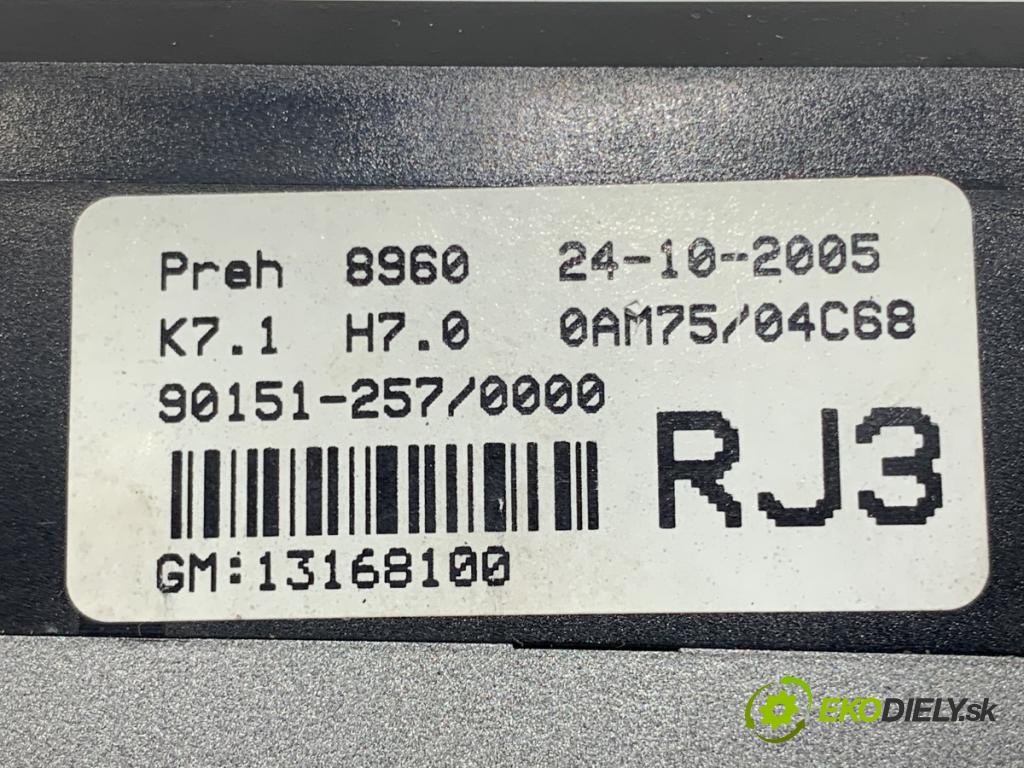 Preh 8960 24-10-2005
K7.1 H7.0 0AM75/04C68
90151-257/0000
RJ3
GM:13168100
EKODIELY.sk